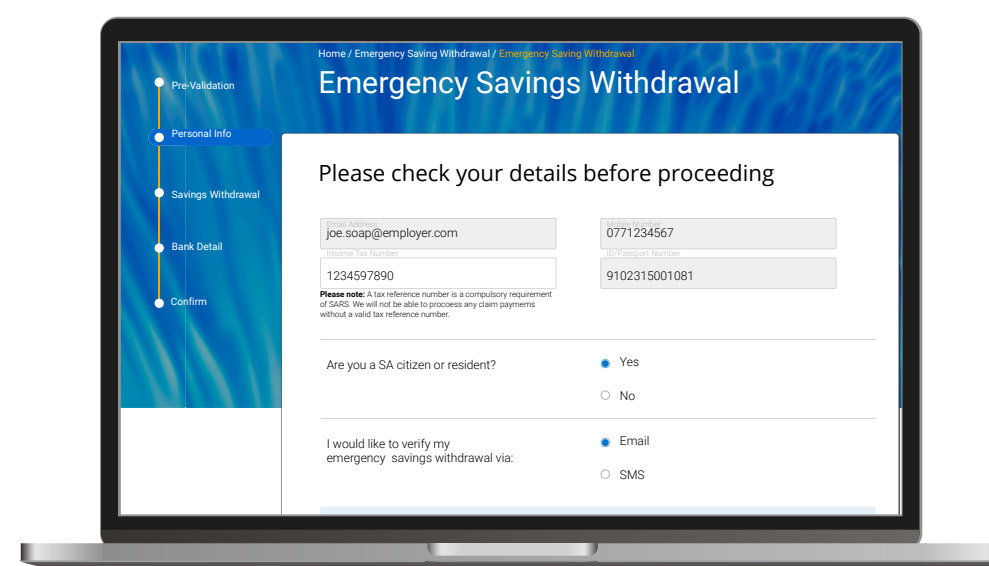 Home / Emergency Saving Withdrawal / Emergency Saving Withdrawal
Emergency Savings Withdrawal
Pre-Validation
Personal Info
Savings Withdrawal
Bank Detail
Confirm
Please check your details before proceeding
Email Address
joe.soap@employer.com
Mobile Number
0771234567
Income Tax Number
1234597890
ID/Passport Number
9102315001081
Please note: A tax reference number is a compulsory requirement
of SARS. We will not be able to procoess any claim paymems
without a valid tax reference number.
Are you a SA citizen or resident?
Yes
No
I would like to verify my
emergency savings withdrawal via:
Email
SMS